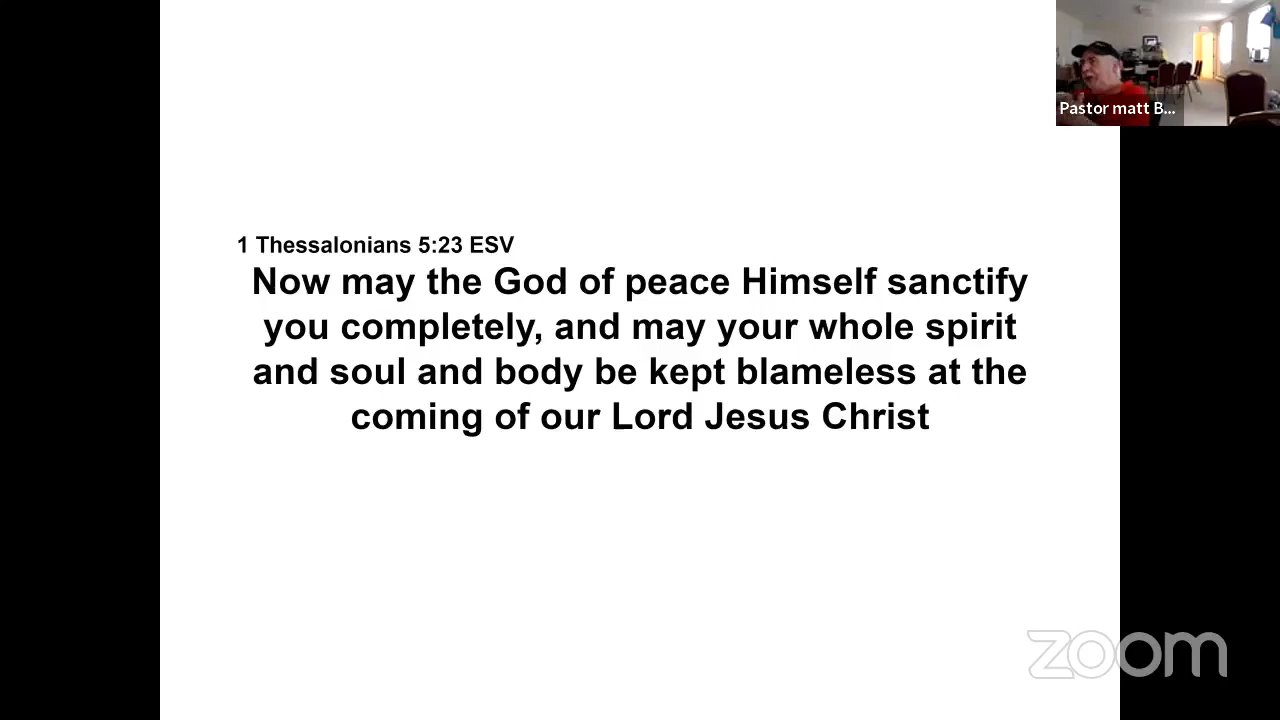 Pastor matt B...
1 Thessalonians 5:23 ESV
Now may the God of peace Himself sanctify
you completely, and may your whole spirit
and soul and body be kept blameless at the
coming of our Lord Jesus Christ
zoom